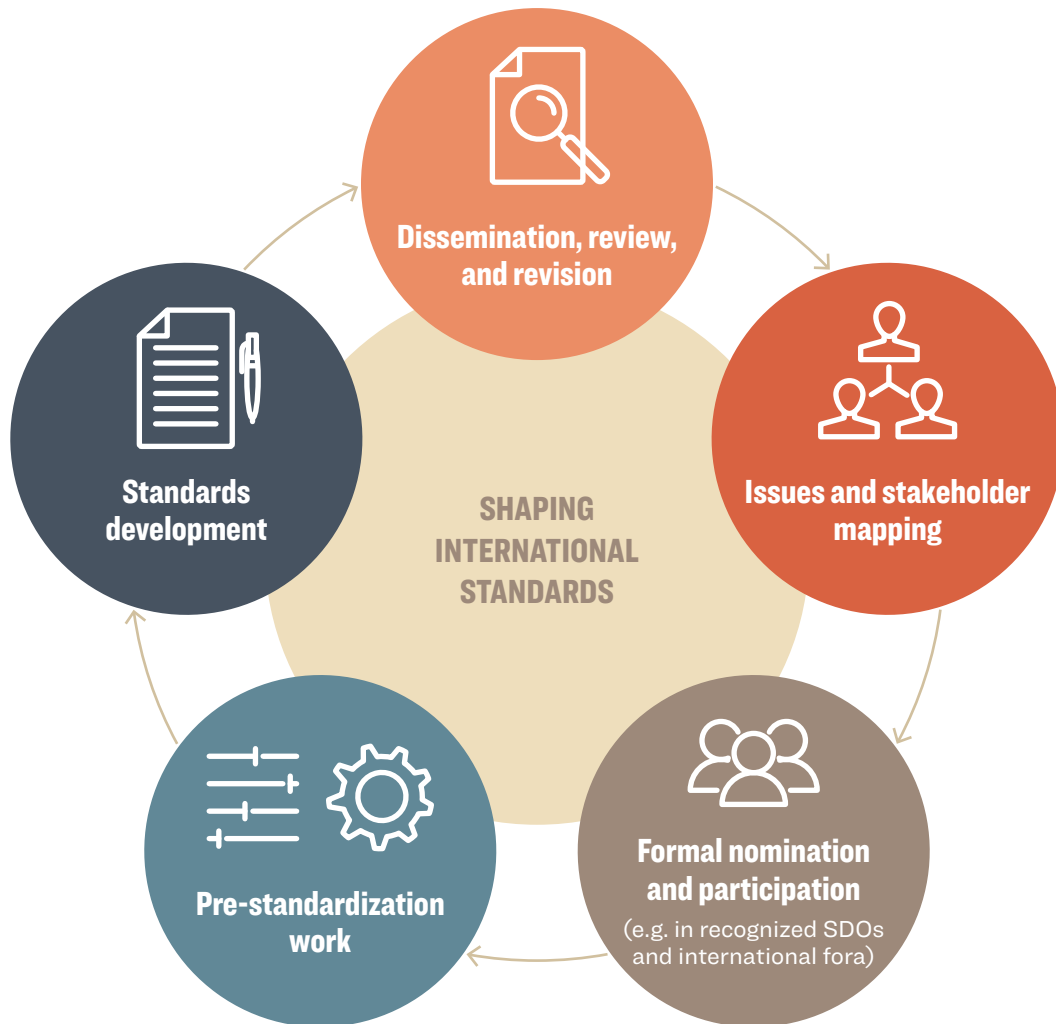 Dissemination, review,
and revision
Issues and stakeholder
mapping
Formal nomination
and participation
(e.g. in recognized SDOs
and international fora)
Pre-standardization
work
Standards
development
SHAPING
INTERNATIONAL
STANDARDS